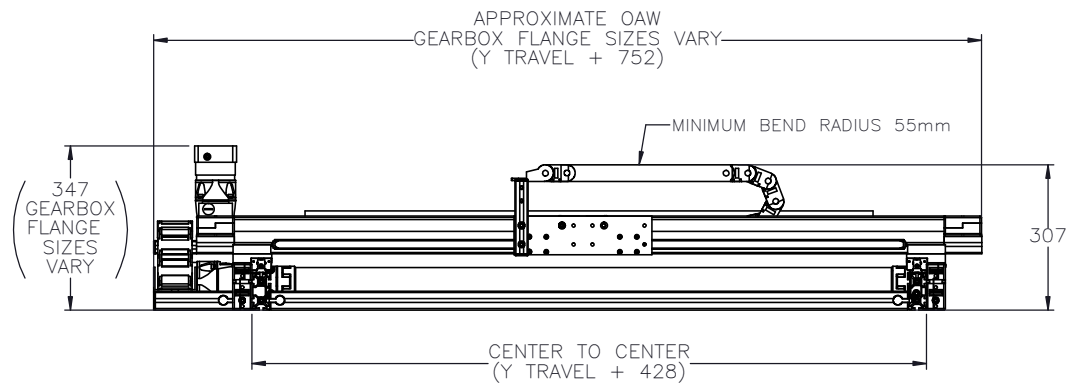 APPROXIMATE OAW
GEARBOX FLANGE SIZES VARY
(Y TRAVEL + 752)
MINIMUM BEND RADIUS 55mm
347
GEARBOX
FLANGE
SIZES
VARY
307
CENTER TO CENTER
(Y TRAVEL + 428)